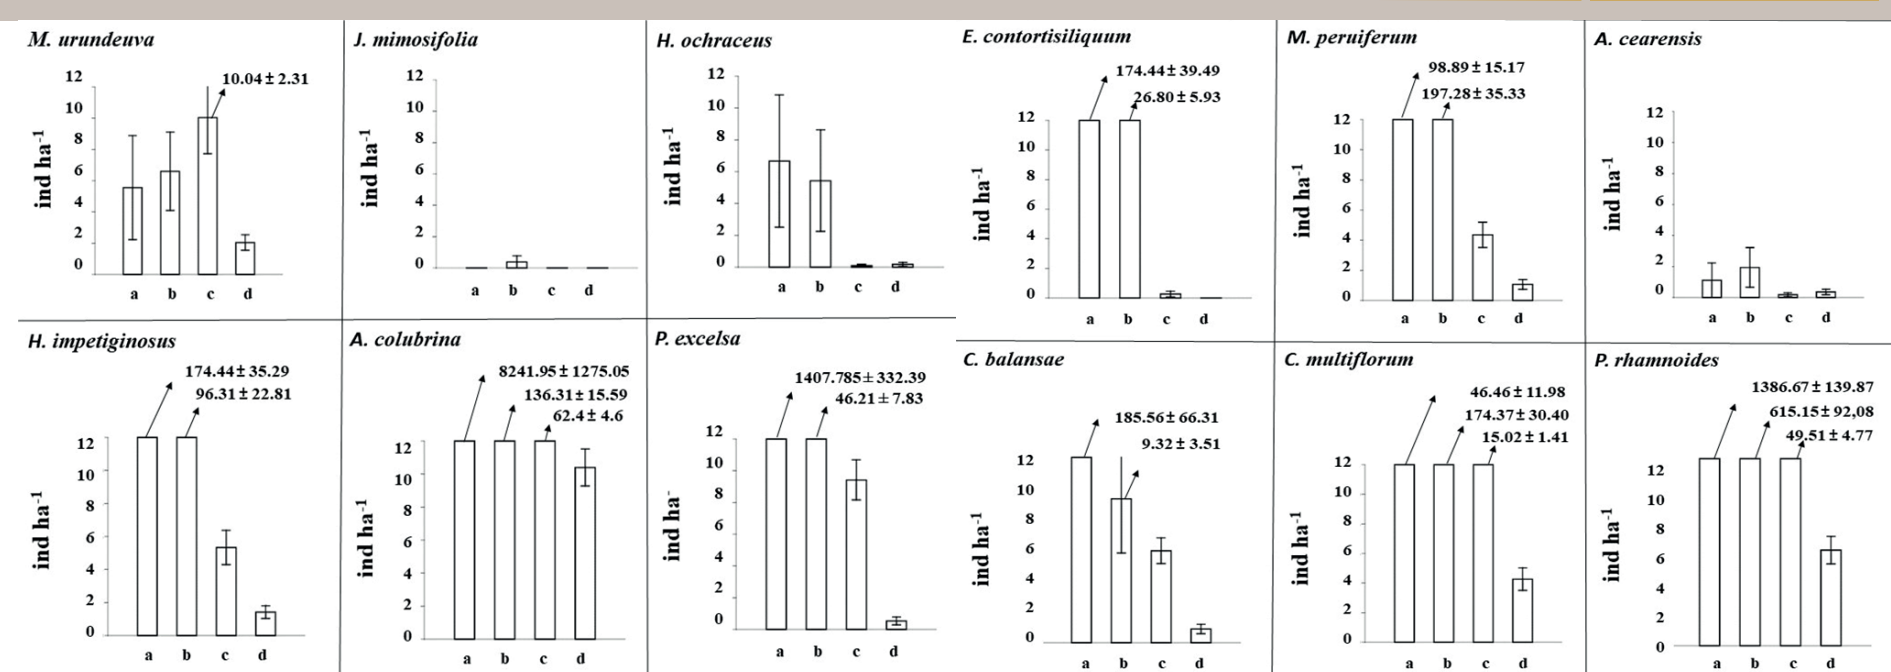 M. urundeuva
12
10
8
6
4
2
0
ind ha-1
10.04 ± 2.31
a b c d
J. mimosifolia
12
10
8
6
4
2
0
ind ha-1
a b c d
H. ochraceus
12
10
8
6
4
2
0
ind ha-1
a b c d
E. contortisiliquum
174.44 ± 39.49
26.80 ± 5.93
12
10
8
6
4
2
0
ind ha-1
a b c d
M. peruiferum
98.89 ± 15.17
197.28 ± 35.33
12
10
8
6
4
2
0
ind ha-1
a b c d
A. cearensis
12
10
8
6
4
2
0
ind ha-1
a b c d
H. impetiginosus
174.44 ± 35.29
96.31 ± 22.81
12
10
8
6
4
2
0
ind ha-1
a b c d
A. colubrina
8241.95 ± 1275.05
136.31 ± 15.59
62.4 ± 4.6
12
10
8
6
4
2
0
ind ha-1
a b c d
P. excelsa
1407.785 ± 332.39
46.21 ± 7.83
12
10
8
6
4
2
0
ind ha-
a b c d
C. balansae
185.56 ± 66.31
9.32 ± 3.51
12
10
8
6
4
2
0
ind ha-1
a b c d
C. multiflorum
46.46 ± 11.98
174.37 ± 30.40
15.02 ± 1.41
12
10
8
6
4
2
0
ind ha-1
a b c d
P. rhamnoides
1386.67 ± 139.87
615.15 ± 92,08
49.51 ± 4.77
12
10
8
6
4
2
0
ind ha-1
a b c d